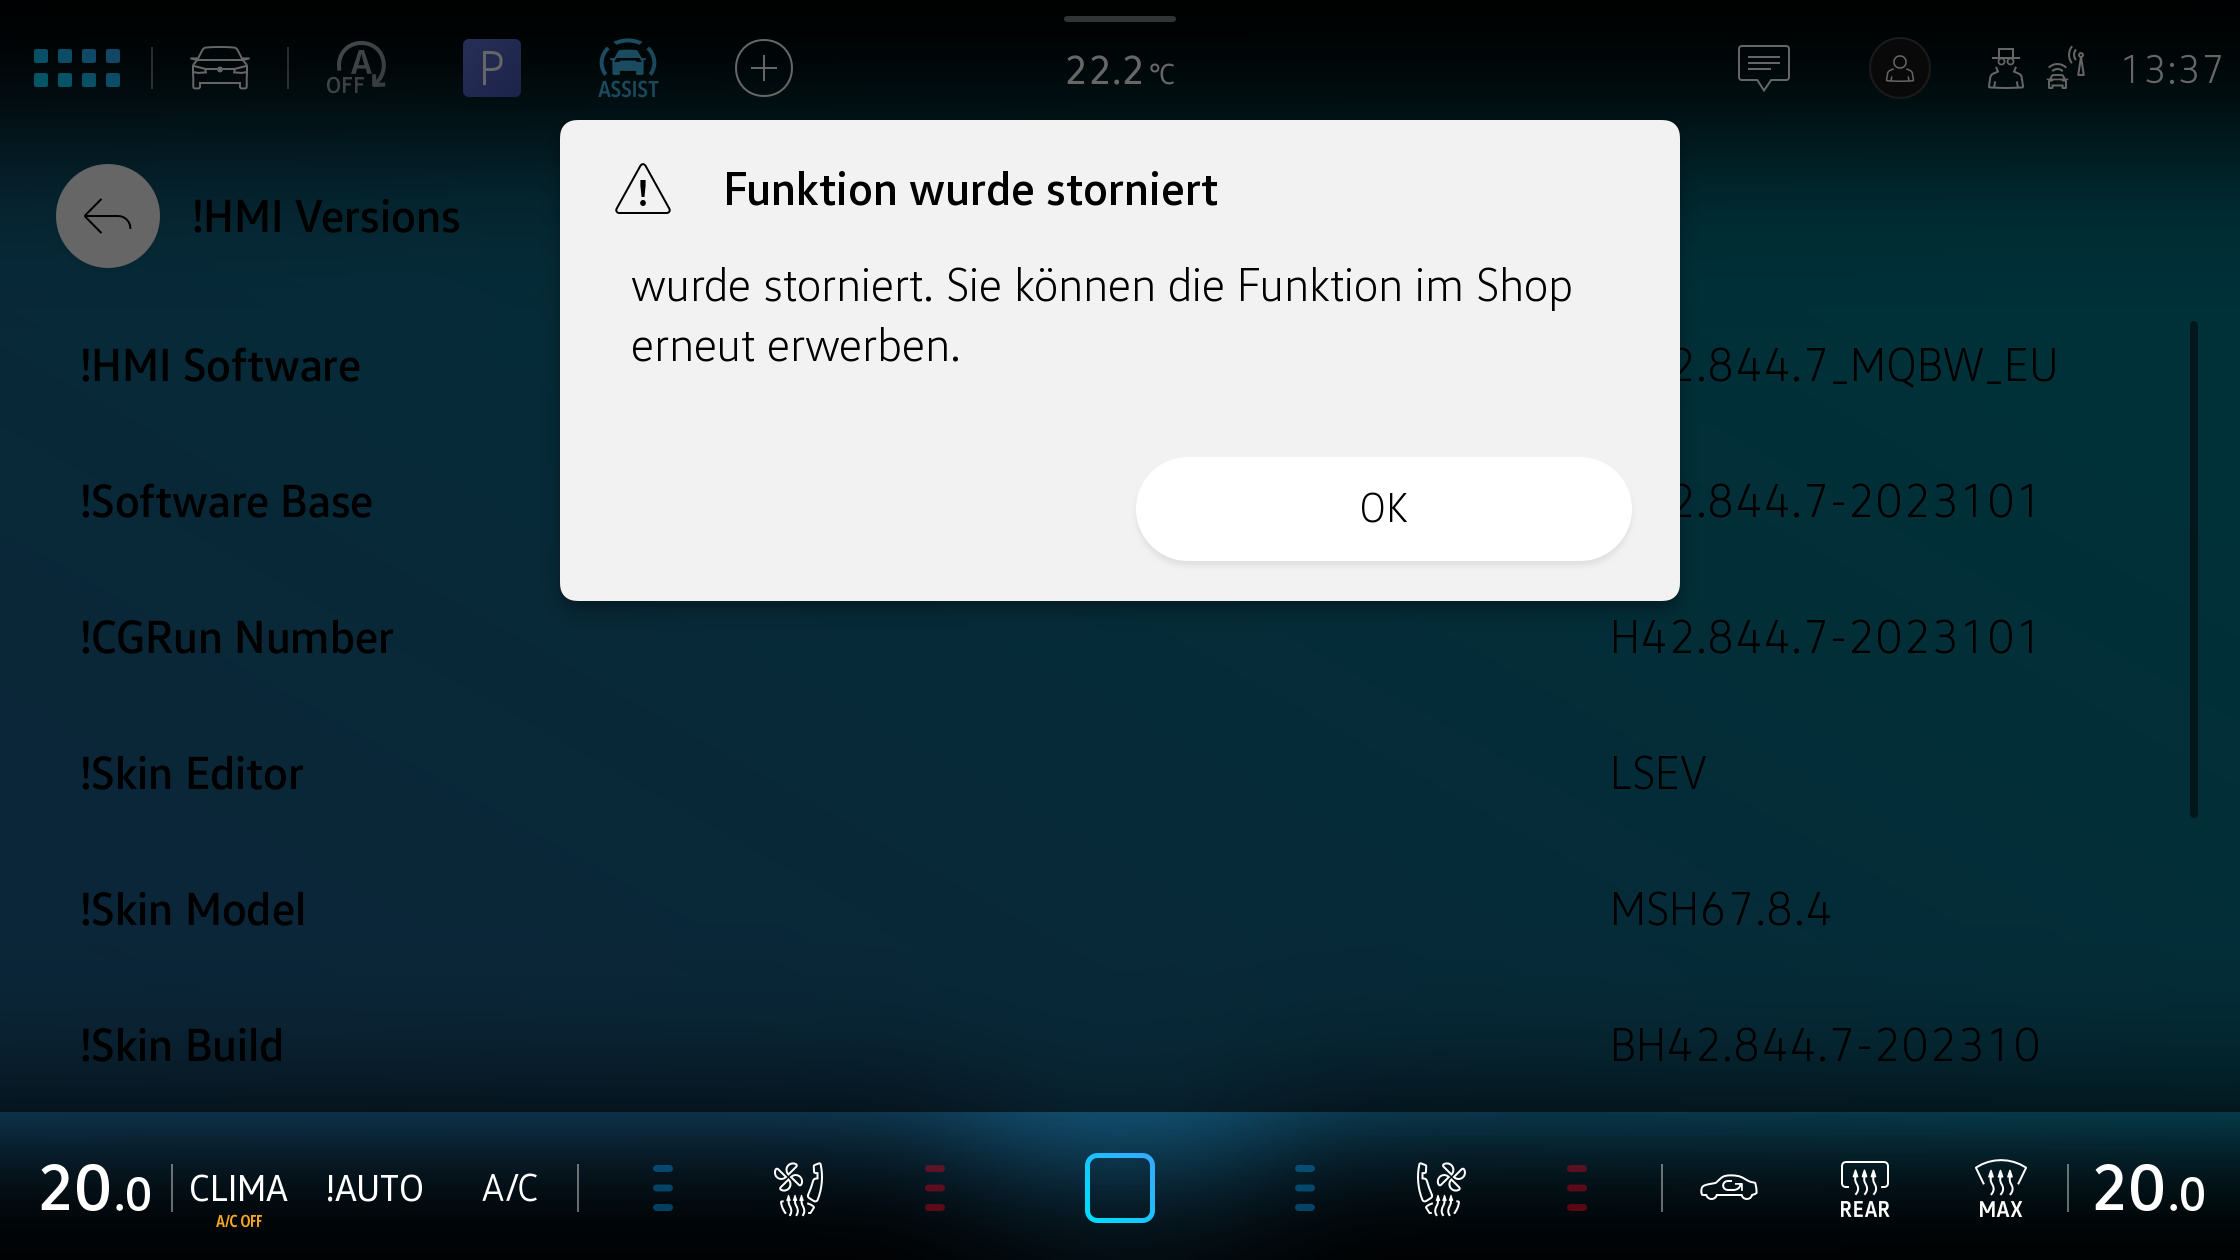 A
OFF
P
ASSIST
22.2 °C
13:37
!HMI Versions
Funktion wurde storniert
wurde storniert. Sie können die Funktion im Shop
erneut erwerben.
OK
!HMI Software
2.844.7_MQBW_EU
!Software Base
2.844.7-2023101
!CGRun Number
H42.844.7-2023101
!Skin Editor
LSEV
!Skin Model
MSH67.8.4
!Skin Build
BH42.844.7-202310
20.0
CLIMA
A/C OFF
!AUTO
A/C
REAR
MAX
20.0